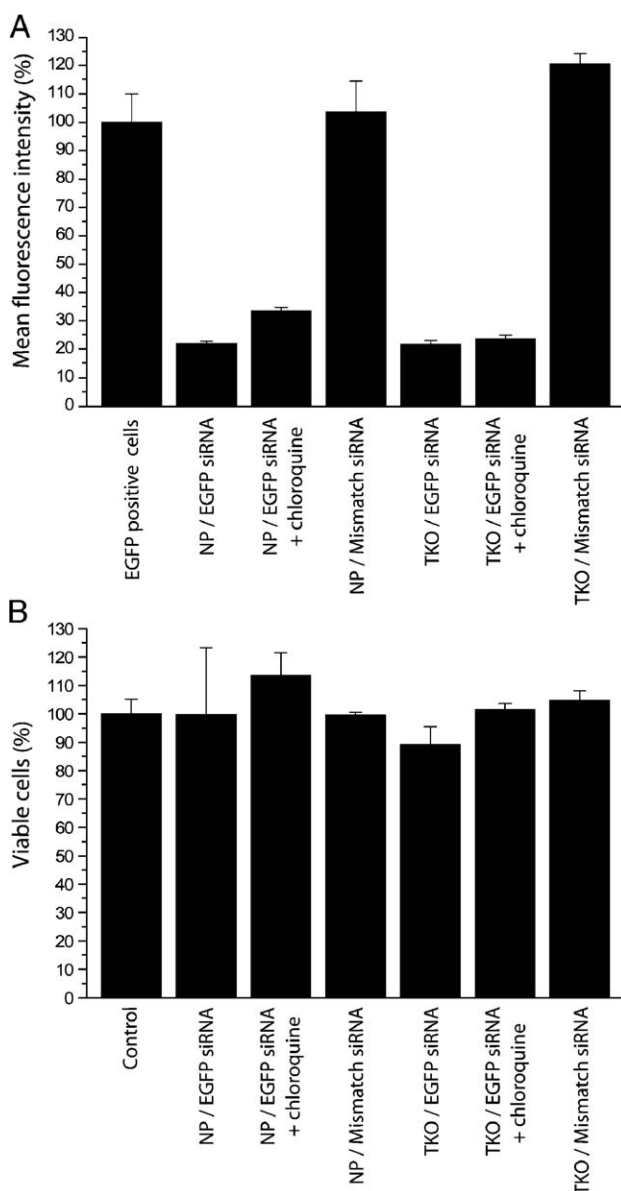 A
Mean fluorescence intensity (%)
130
120
110
100
90
80
70
60
50
40
30
20
10
0
EGFP positive cells
NP / EGFP siRNA
NP / EGFP siRNA
+ chloroquine
NP / Mismatch siRNA
TKO / EGFP siRNA
TKO / EGFP siRNA
+ chloroquine
TKO / Mismatch siRNA
B
Viable cells (%)
130
120
110
100
90
80
70
60
50
40
30
20
10
0
Control
NP / EGFP siRNA
NP / EGFP siRNA
+ chloroquine
NP / Mismatch siRNA
TKO / EGFP siRNA
TKO / EGFP siRNA
+ chloroquine
TKO / Mismatch siRNA